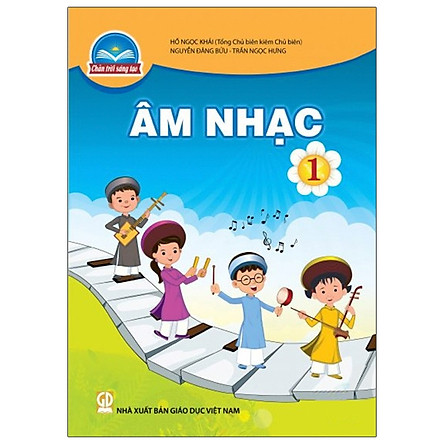 HỒ NGỌC KHẢI (Tổng Chủ biên kiêm Chủ biên)
NGUYỄN ĐĂNG BỬU - TRẦN NGỌC HƯNG
Chân trời sáng tạo
ÂM NHẠC
1
GD
NHÀ XUẤT BẢN GIÁO DỤC VIỆT NAM